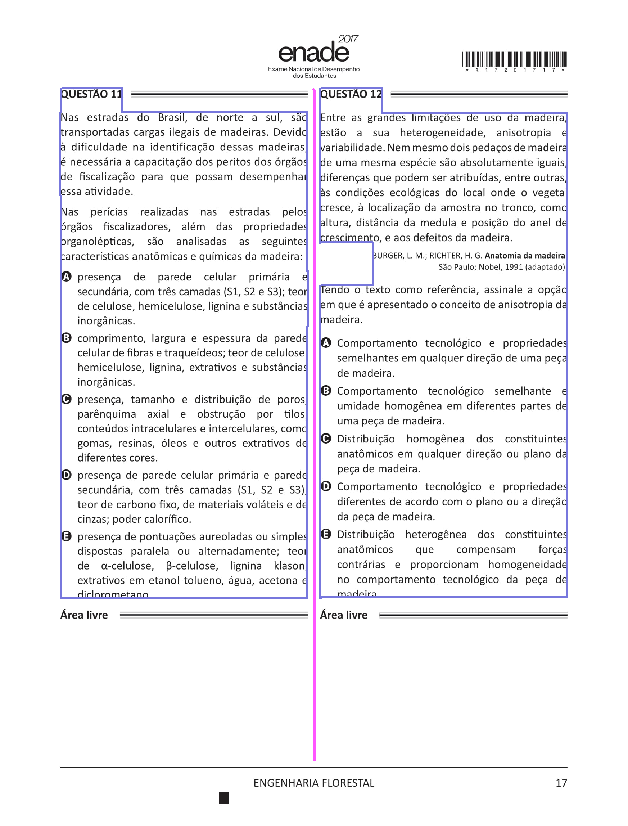 enade 2017
Exame Nacional de Desempenho
dos Estudantes
*R1720171 7*
QUESTÃO 11
Nas estradas do Brasil, de norte a sul, são
transportadas cargas ilegais de madeiras. Devido
à dificuldade na identificação dessas madeiras
é necessária a capacitação dos peritos dos órgãos
de fiscalização para que possam desempenhar
essa atividade.
Nas perícias realizadas nas estradas pelos
órgãos fiscalizadores, além das propriedades
organolépticas, são analisadas as seguintes
características anatômicas e químicas da madeira:
A presença de parede celular primária e
secundária, com três camadas (S1, S2 e S3); teor
de celulose, hemicelulose, lignina e substâncias
inorgânicas.
B comprimento, largura e espessura da parede
celular de fibras e traqueídeos; teor de celulose
hemicelulose, lignina, extrativos e substâncias
inorgânicas.
C presença, tamanho e distribuição de poros
parênquima axial e obstrução por tilos
conteúdos intracelulares e intercelulares, como
gomas, resinas, óleos e outros extrativos de
diferentes cores.
D presença de parede celular primária e parede
secundária, com três camadas (S1, S2 e S3),
teor de carbono fixo, de materiais voláteis e de
cinzas; poder calorífico.
E presença de pontuações aureoladas ou simples
dispostas paralela ou alternadamente; teor
de α-celulose, β-celulose, lignina klason
extrativos em etanol tolueno, água, acetona e
diclorometano
Área livre
QUESTÃO 12
Entre as grandes limitações de uso da madeira,
estão a sua heterogeneidade, anisotropia e
variabilidade. Nem mesmo dois pedaços de madeira
de uma mesma espécie são absolutamente iguais,
diferenças que podem ser atribuídas, entre outras,
às condições ecológicas do local onde o vegetal
cresce, à localização da amostra no tronco, como
altura, distância da medula e posição do anel de
crescimento, e aos defeitos da madeira.
BURGER, L. M.; RICHTER, H. G. Anatomia da madeira
São Paulo: Nobel, 1991 (adaptado)
Tendo o texto como referência, assinale a opção
em que é apresentado o conceito de anisotropia da
madeira.
A Comportamento tecnológico e propriedades
semelhantes em qualquer direção de uma peça
de madeira.
B Comportamento tecnológico semelhante e
umidade homogênea em diferentes partes de
uma peça de madeira.
C Distribuição homogênea dos constituintes
anatômicos em qualquer direção ou plano da
peça de madeira.
D Comportamento tecnológico e propriedades
diferentes de acordo com o plano ou a direção
da peça de madeira.
E Distribuição heterogênea dos constituintes
anatômicos que compensam forças
contrárias e proporcionam homogeneidade
no comportamento tecnológico da peça de
madeira
Área livre
ENGENHARIA FLORESTAL
17